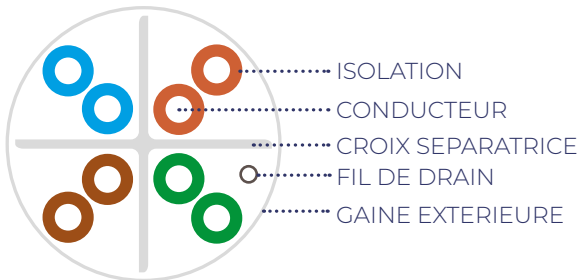 ISOLATION
CONDUCTEUR
CROIX SEPARATRICE
FIL DE DRAIN
GAINE EXTERIEURE